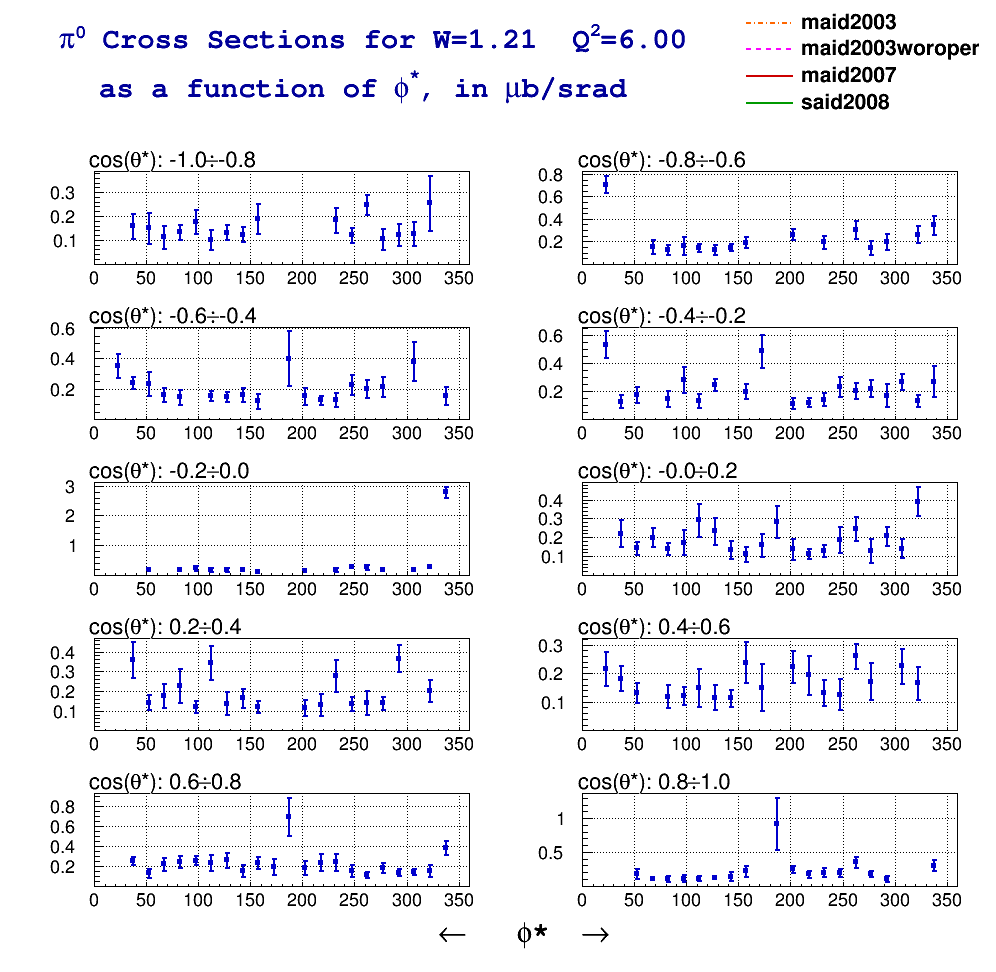 π⁰ Cross Sections for W=1.21 Q²=6.00
as a function of ϕ*, in μb/srad
maid2003
maid2003woroper
maid2007
said2008
cos(θ*): -1.0÷-0.8
0.3
0.2
0.1
0 50 100 150 200 250 300 350
cos(θ*): -0.8÷-0.6
0.8
0.6
0.4
0.2
0 50 100 150 200 250 300 350
cos(θ*): -0.6÷-0.4
0.6
0.4
0.2
0 50 100 150 200 250 300 350
cos(θ*): -0.4÷-0.2
0.6
0.4
0.2
0 50 100 150 200 250 300 350
cos(θ*): -0.2÷0.0
3
2
1
0 50 100 150 200 250 300 350
cos(θ*): -0.0÷0.2
0.4
0.3
0.2
0.1
0 50 100 150 200 250 300 350
cos(θ*): 0.2÷0.4
0.4
0.3
0.2
0.1
0 50 100 150 200 250 300 350
cos(θ*): 0.4÷0.6
0.3
0.2
0.1
0 50 100 150 200 250 300 350
cos(θ*): 0.6÷0.8
0.8
0.6
0.4
0.2
0 50 100 150 200 250 300 350
cos(θ*): 0.8÷1.0
1
0.5
0 50 100 150 200 250 300 350
← ϕ* →